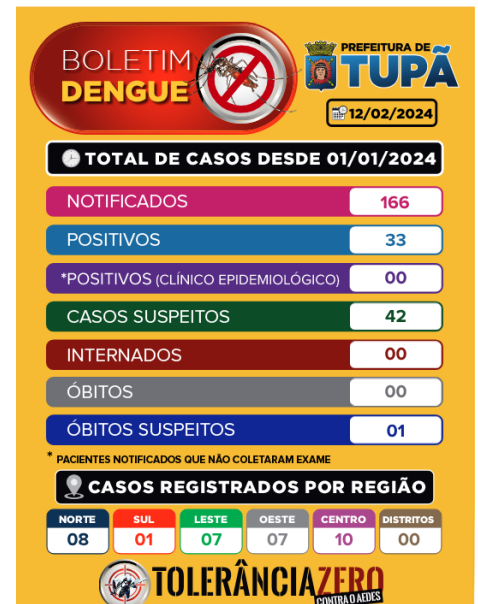 BOLETIM
DENGUE
PREFEITURA DE
TUPÃ
12/02/2024
TOTAL DE CASOS DESDE 01/01/2024
NOTIFICADOS 166
POSITIVOS 33
*POSITIVOS (CLÍNICO EPIDEMIOLÓGICO) 00
CASOS SUSPEITOS 42
INTERNADOS 00
ÓBITOS 00
ÓBITOS SUSPEITOS 01
* PACIENTES NOTIFICADOS QUE NÃO COLETARAM EXAME
CASOS REGISTRADOS POR REGIÃO
NORTE SUL LESTE OESTE CENTRO DISTRITOS
08 01 07 07 10 00
TOLERÂNCIAZERO
CONTRA O AEDES